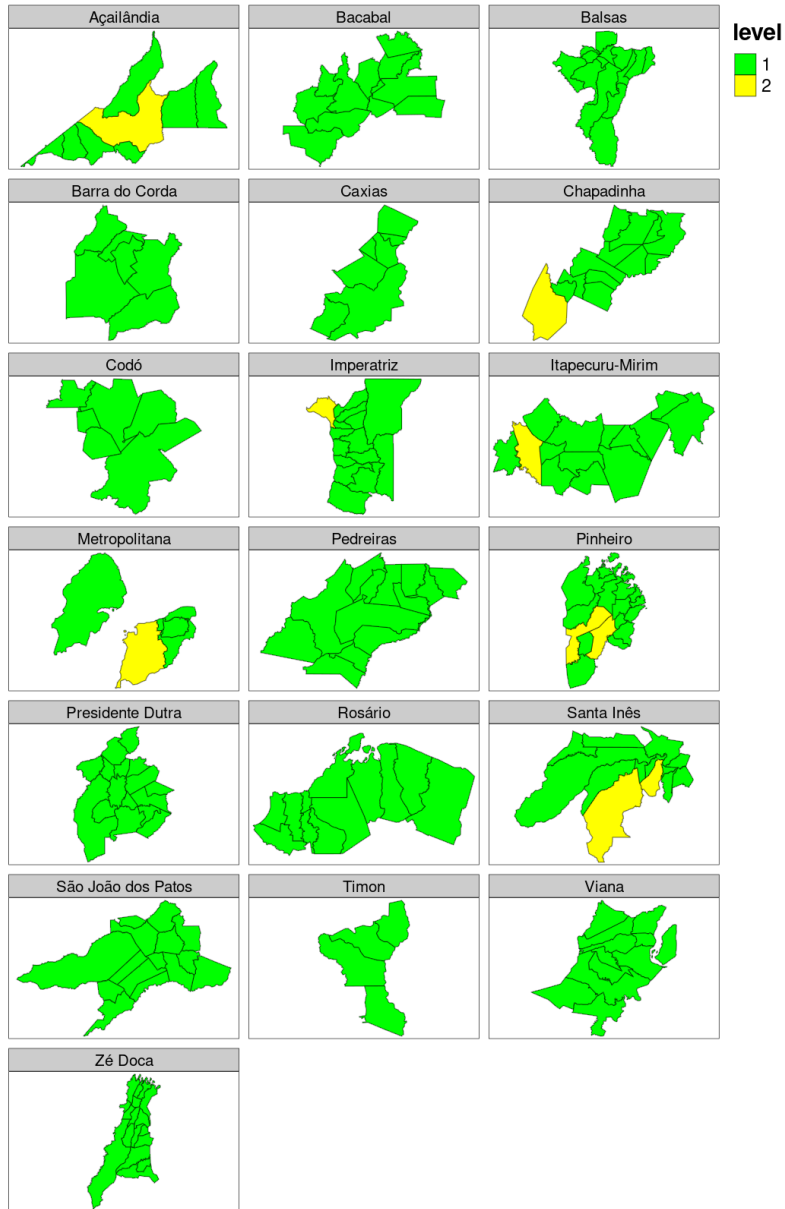 Açailândia
Bacabal
Balsas
level
1
2
Barra do Corda
Caxias
Chapadinha
Codó
Imperatriz
Itapecuru-Mirim
Metropolitana
Pedreiras
Pinheiro
Presidente Dutra
Rosário
Santa Inês
São João dos Patos
Timon
Viana
Zé Doca